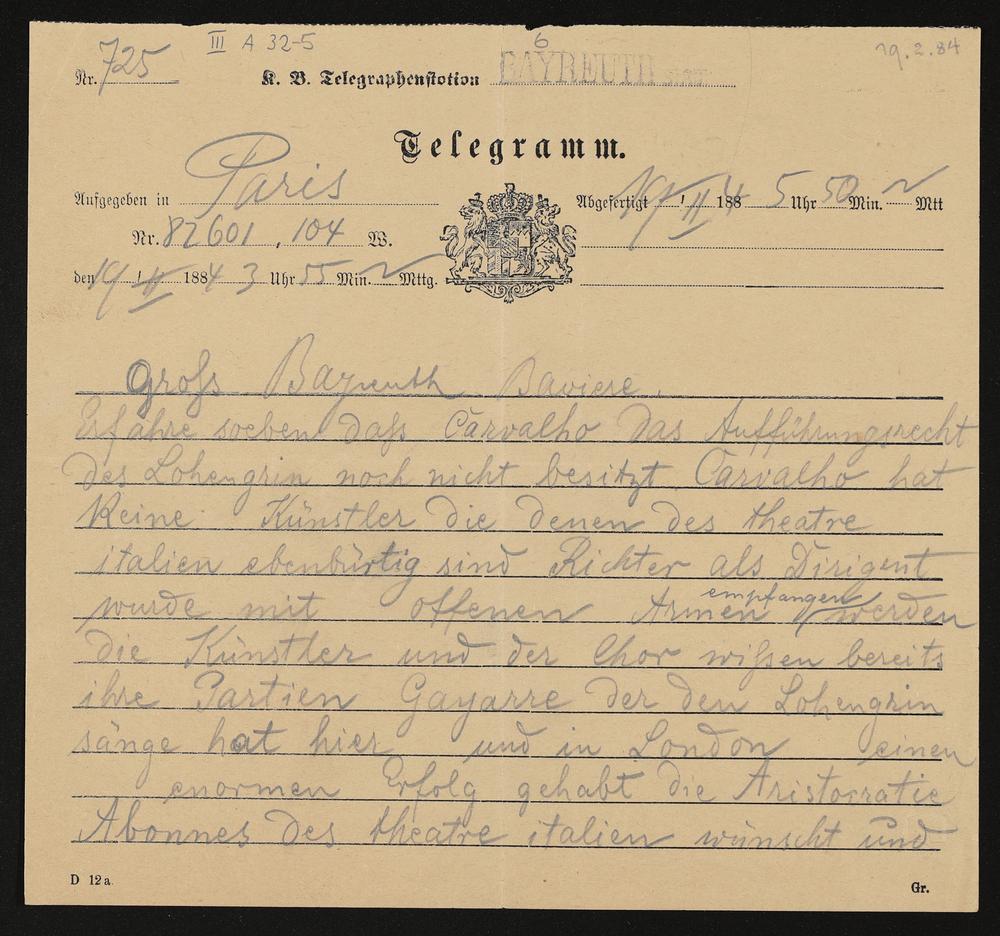 III A 32-5
6
19.2.84
Nr. 725 K. B. Telegraphenstation BAYREUTH
Telegramm.
Aufgegeben in Paris
Abgefertigt 19/II 1884 5 Uhr 50 Min. Mtt
Nr. 82601, 104 W.
den 19/II 1884 3 Uhr 55 Min. Mttg.
Groß Bayreuth Baviere.
Erfahre soeben daß Carvalho das Aufführungsrecht
des Lohengrin noch nicht besitzt Carvalho hat
Keine Künstler die denen des theatre
italien ebenbürtig sind Richter als Dirigent
wurde mit offenen Armen empfangen werden
die Künstler und der Chor wißen bereits
ihre Partien Gayarre der den Lohengrin
sänge hat hier und in London einen
enormen Erfolg gehabt die Aristocratie
Abonnes des theatre italien wünscht und
D 12a.
Gr.